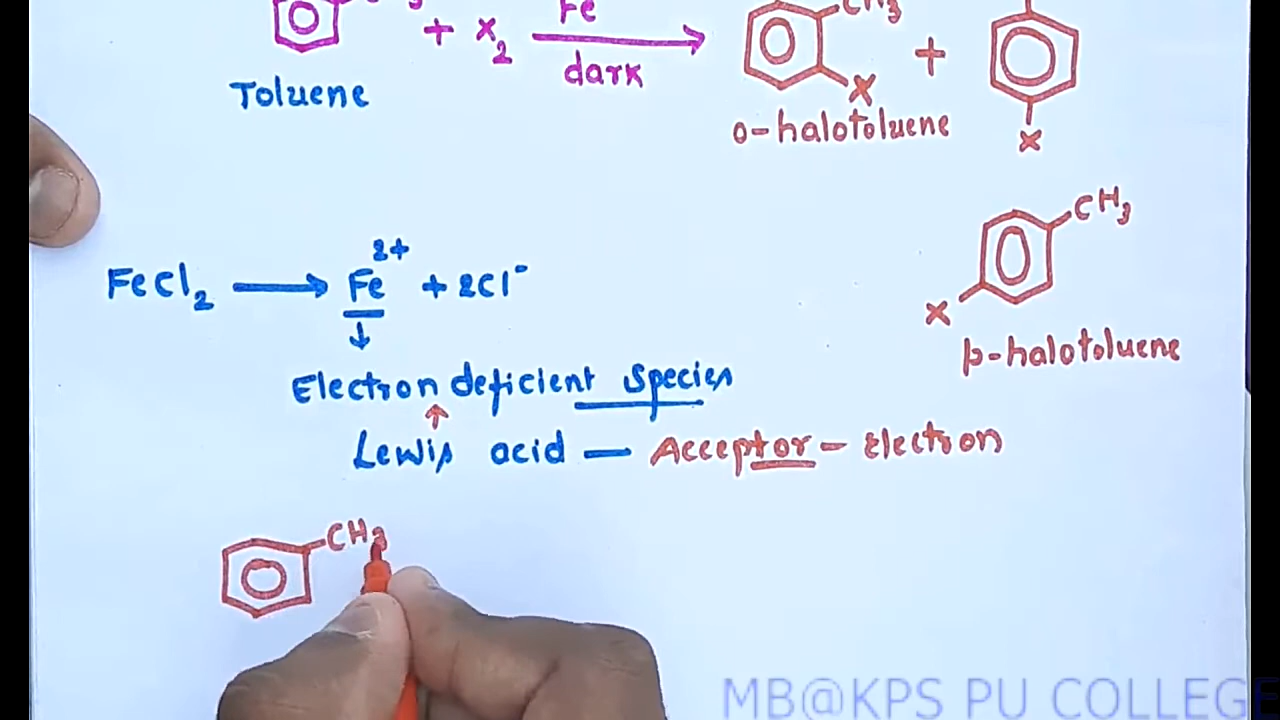 Fe
CH3
+ X2 ⟶ +
dark
Toluene
X
o-halotoluene
X
CH3
FeCl2 ⟶ Fe2+ + 2Cl-
X
p-halotoluene
↓
Electron deficient Species
↑
Lewis acid — Acceptor - Electron
CH3
MB@KPS PU COLLEGE